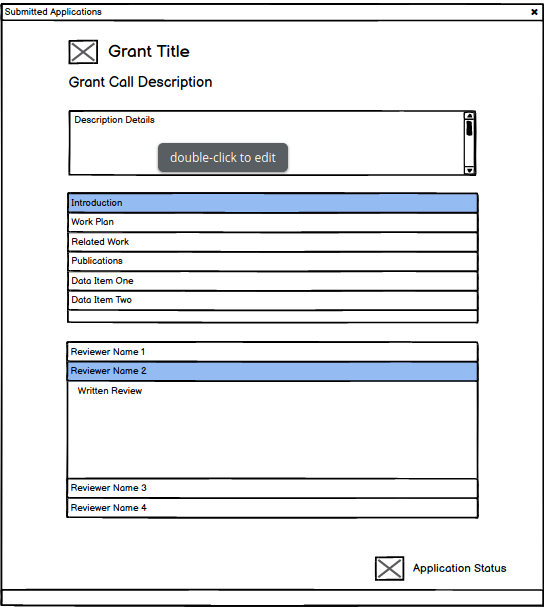 Submitted Applications
Grant Title
Grant Call Description
Description Details
double-click to edit
Introduction
Work Plan
Related Work
Publications
Data Item One
Data Item Two
Reviewer Name 1
Reviewer Name 2
Written Review
Reviewer Name 3
Reviewer Name 4
Application Status